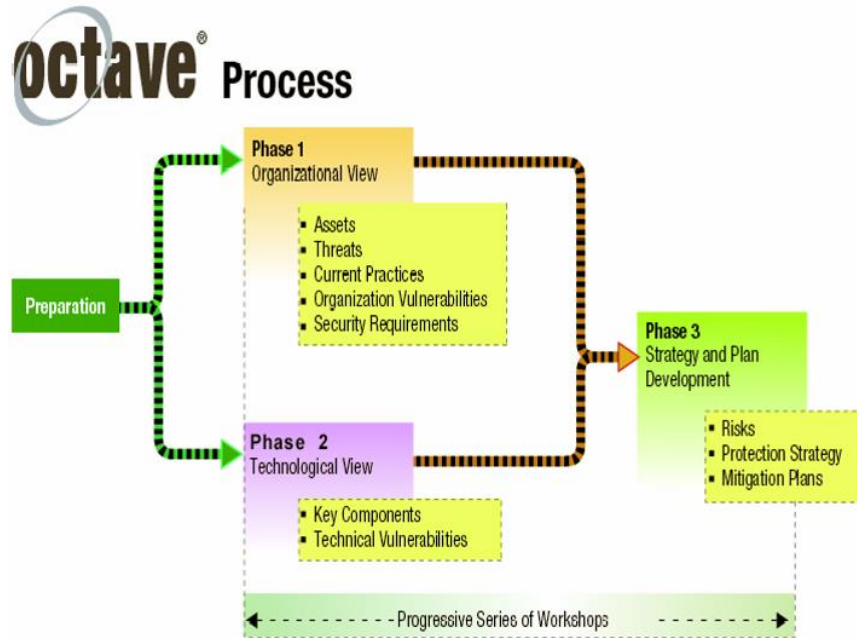 octave® Process
Phase 1
Organizational View
▪ Assets
▪ Threats
▪ Current Practices
▪ Organization Vulnerabilities
▪ Security Requirements
Preparation
Phase 3
Strategy and Plan
Development
▪ Risks
▪ Protection Strategy
▪ Mitigation Plans
Phase 2
Technological View
▪ Key Components
▪ Technical Vulnerabilities
Progressive Series of Workshops